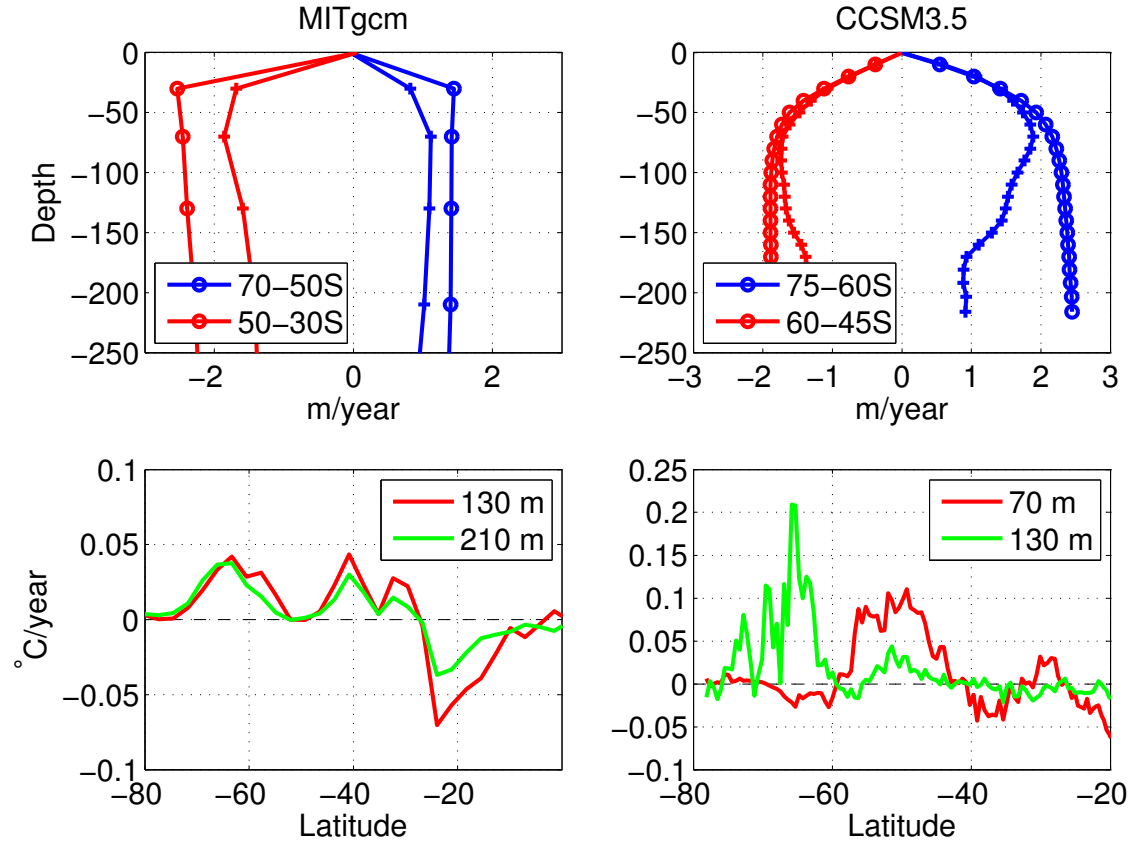 MITgcm
0
−50
−100
−150
−200
−250
Depth
70−50S
50−30S
−2
0
2
m/year
CCSM3.5
0
−50
−100
−150
−200
−250
75−60S
60−45S
−3
−2
−1
0
1
2
3
m/year
0.1
0.05
0
−0.05
−0.1
°C/year
130 m
210 m
−80
−60
−40
−20
Latitude
0.25
0.2
0.15
0.1
0.05
0
−0.05
−0.1
70 m
130 m
−80
−60
−40
−20
Latitude